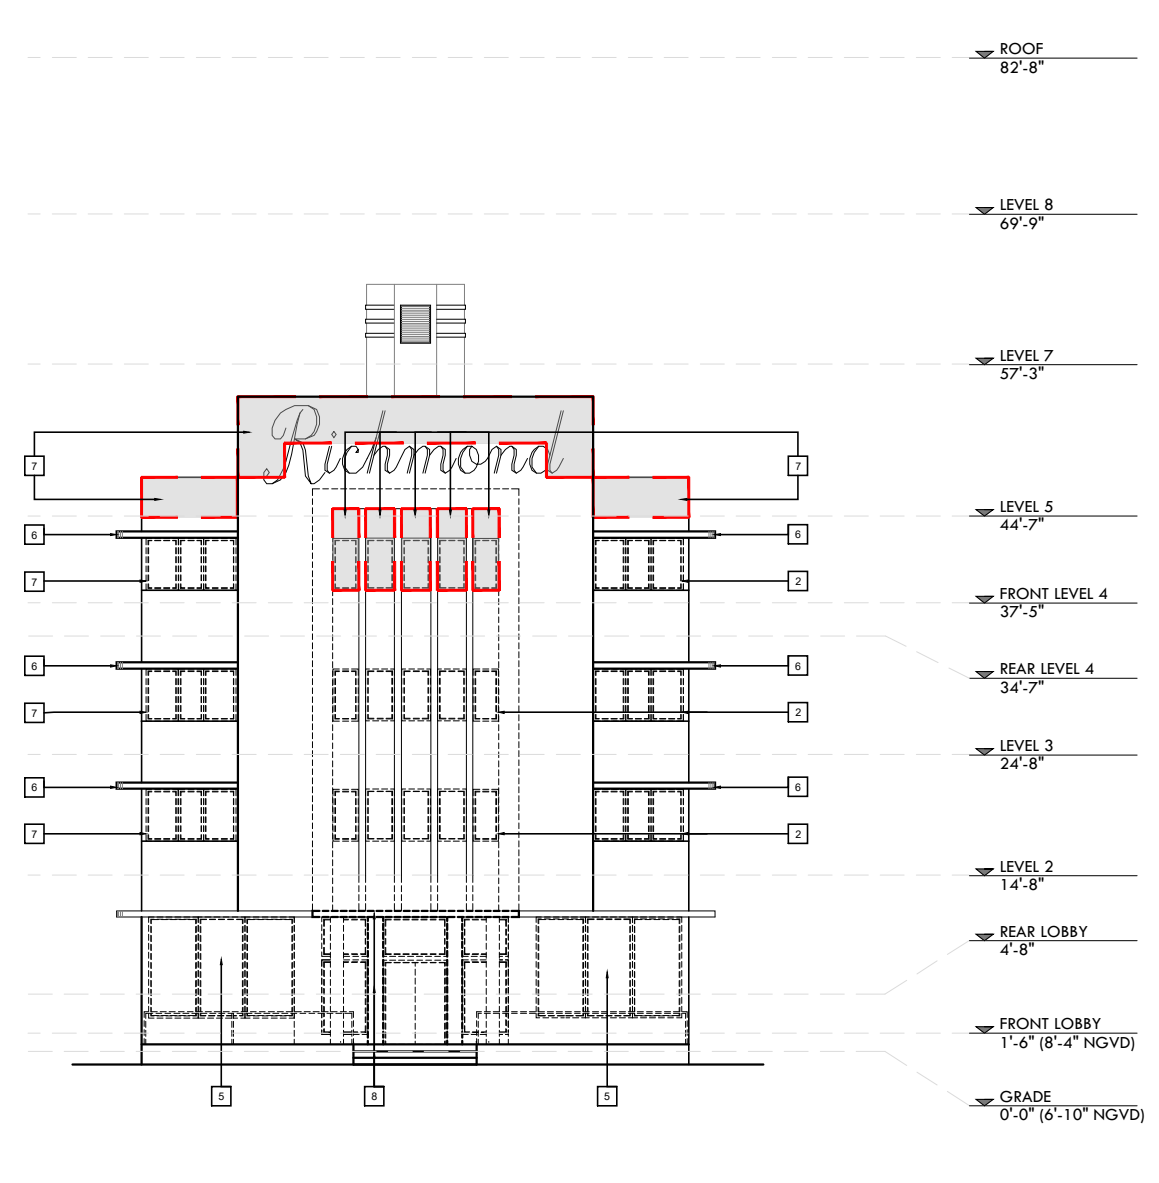 ROOF
82'-8"
LEVEL 8
69'-9"
LEVEL 7
57'-3"
Richmond
7
7
LEVEL 5
44'-7"
6
6
7
2
FRONT LEVEL 4
37'-5"
6
6
REAR LEVEL 4
34'-7"
7
2
LEVEL 3
24'-8"
6
6
7
2
LEVEL 2
14'-8"
REAR LOBBY
4'-8"
FRONT LOBBY
1'-6" (8'-4" NGVD)
5
8
5
GRADE
0'-0" (6'-10" NGVD)